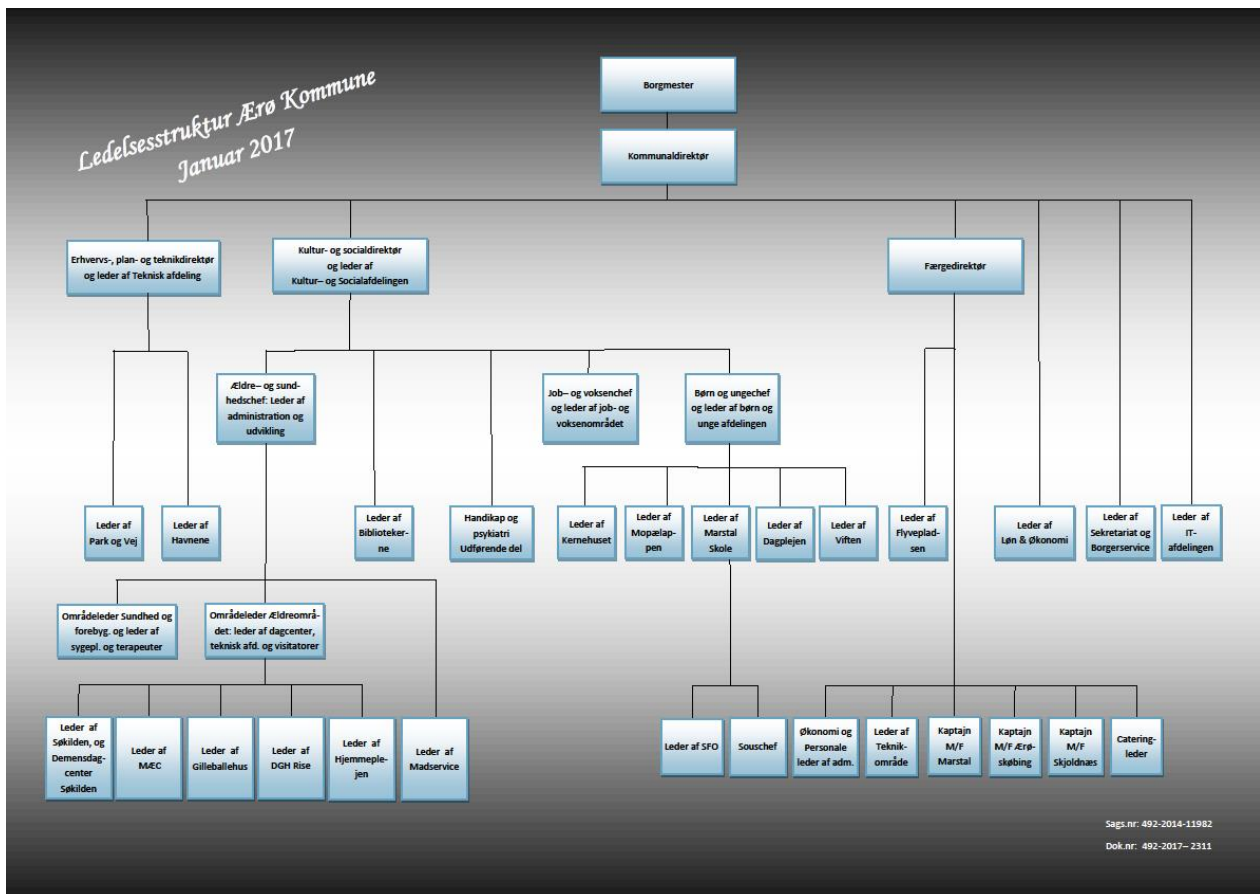 Ledelsesstruktur Ærø Kommune
Januar 2017
Borgmester
Kommunaldirektør
Erhvervs-, plan- og teknikdirektør
og leder af Teknisk afdeling
Kultur- og socialdirektør
og leder af
Kultur– og Socialafdelingen
Færgedirektør
Ældre– og sund-
hedschef: Leder af
administration og
udvikling
Job– og voksenchef
og leder af job- og
voksenområdet
Børn og ungechef
og leder af børn og
unge afdelingen
Leder af
Park og Vej
Leder af
Havnene
Leder af
Biblioteker-
ne
Handikap og
psykiatri
Udførende del
Leder af
Kernehuset
Leder af
Mopælap-
pen
Leder af
Marstal
Skole
Leder af
Dagplejen
Leder af
Viften
Leder af
Flyveplad-
sen
Leder af
Løn & Økonomi
Leder af
Sekretariat og
Borgerservice
Leder af
IT-
afdelingen
Områdeleder Sundhed og
forebyg. og leder af
sygepl. og terapeuter
Områdeleder Ældreområ-
det: leder af dagcenter,
teknisk afd. og visitatorer
Leder af
Søkilden, og
Demensdag-
center
Søkilden
Leder af
MÆC
Leder af
Gilleballehus
Leder af
DGH Rise
Leder af
Hjemmeple-
jen
Leder af
Madservice
Leder af SFO
Souschef
Økonomi og
Personale
leder af adm.
Leder af
Teknik-
område
Kaptajn
M/F
Marstal
Kaptajn
M/F Ærø-
skøbing
Kaptajn
M/F
Skjoldnæs
Catering-
leder
Sags.nr: 492-2014-11982
Dok.nr: 492-2017– 2311